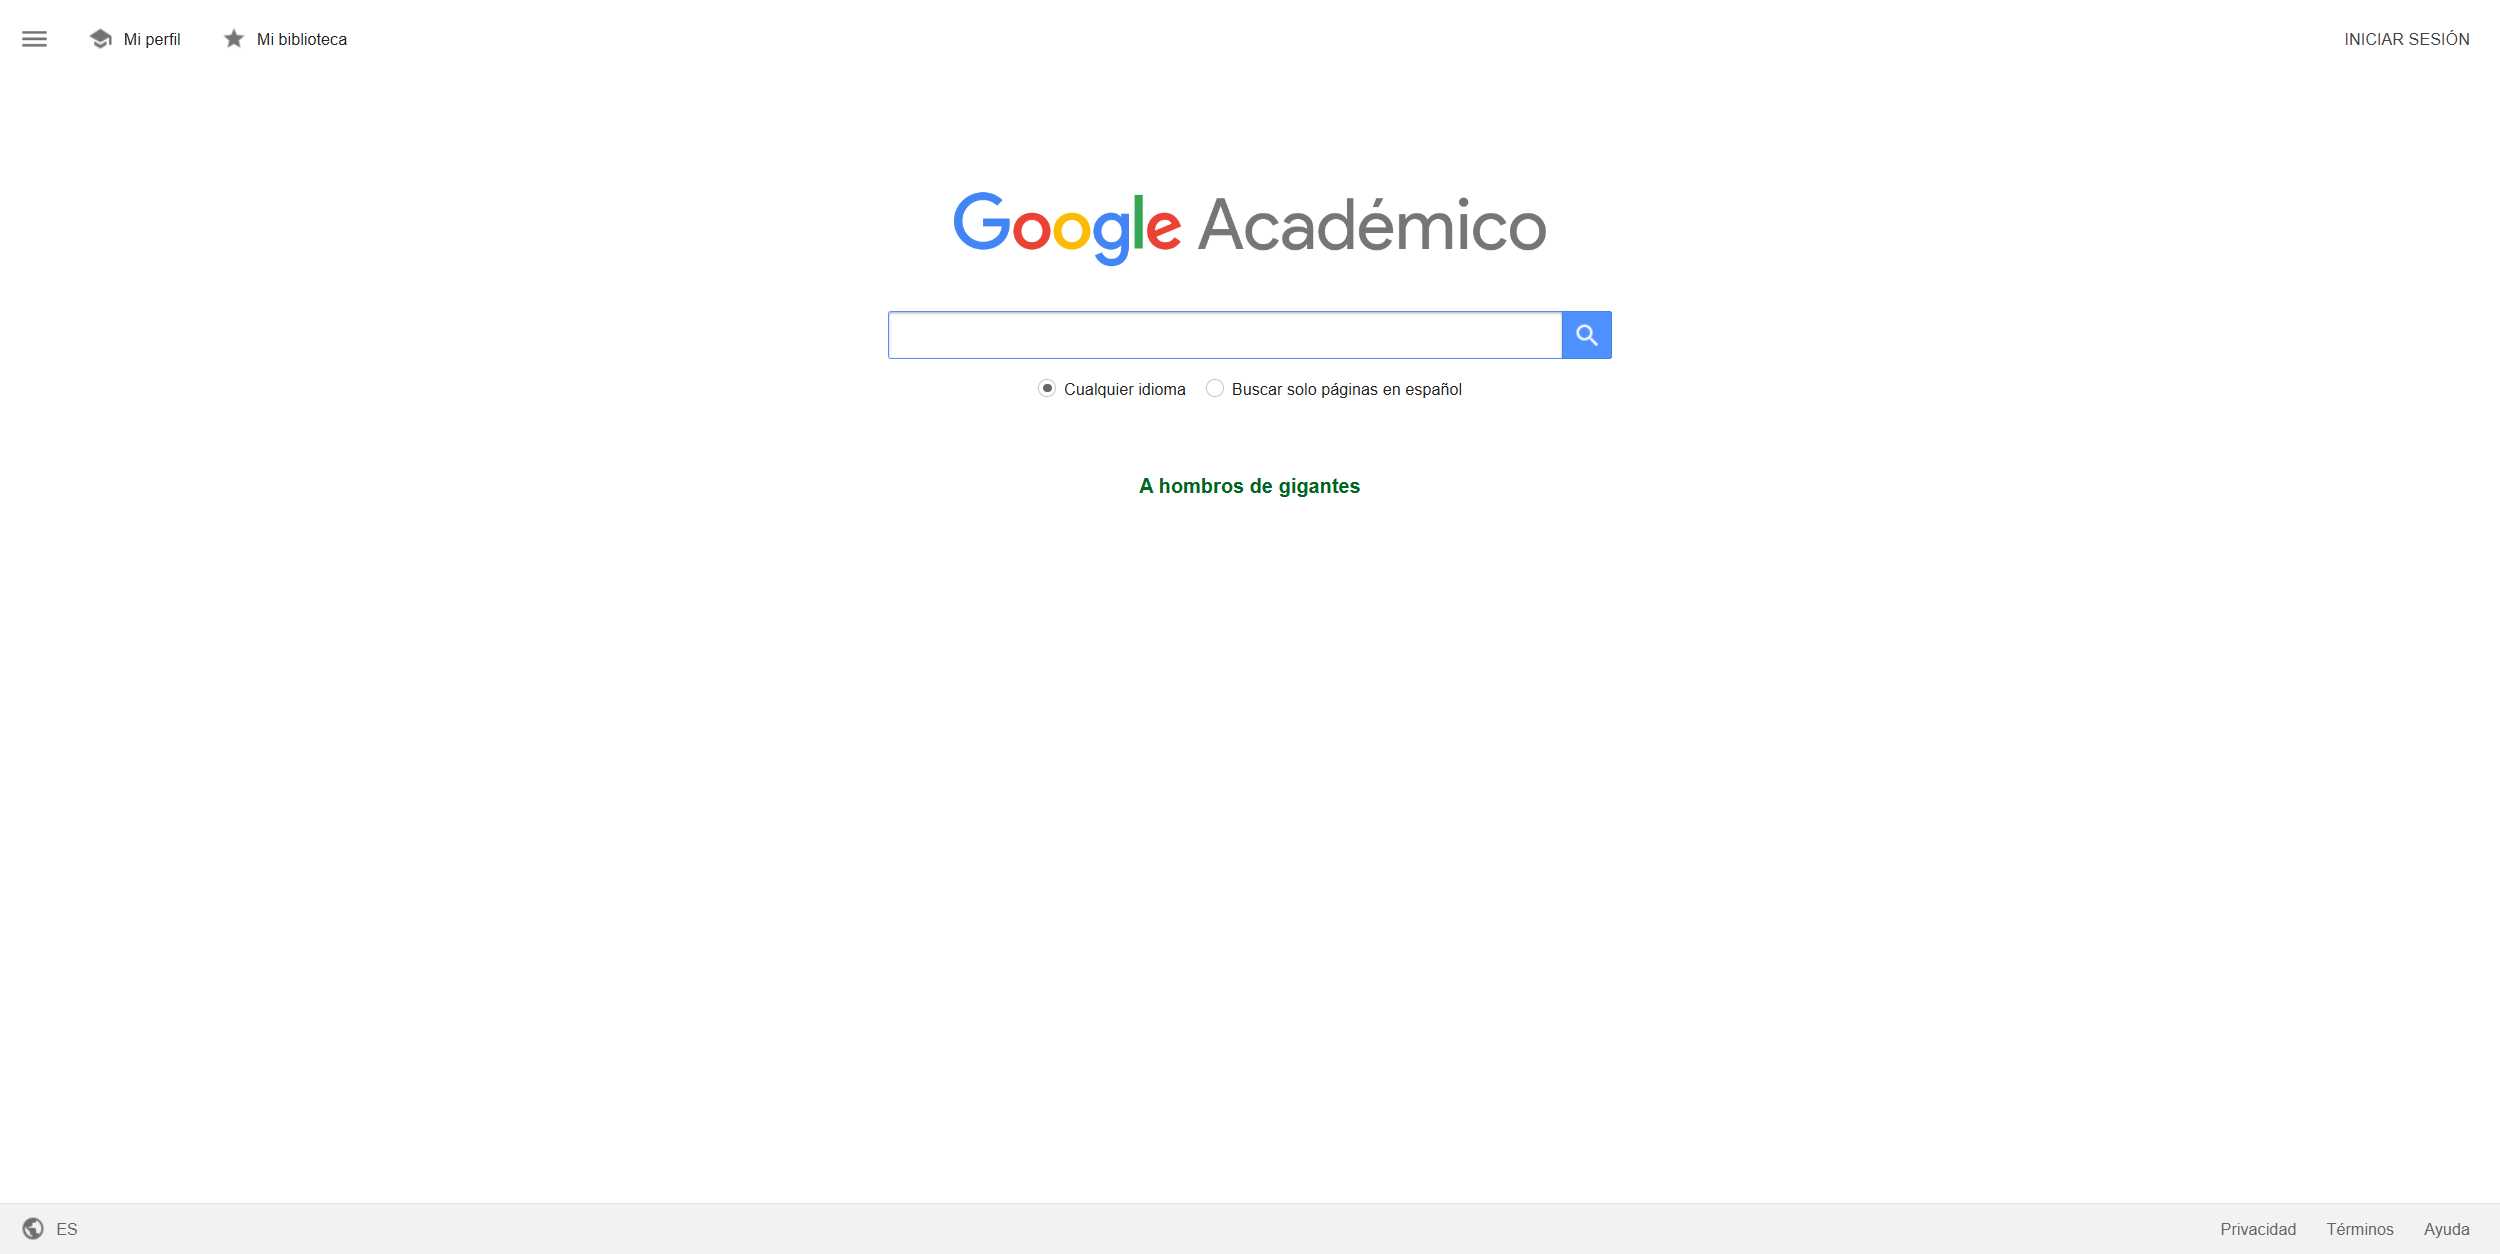 Mi perfil
Mi biblioteca
INICIAR SESIÓN
Google Académico
Cualquier idioma
Buscar solo páginas en español
A hombros de gigantes
ES
Privacidad
Términos
Ayuda